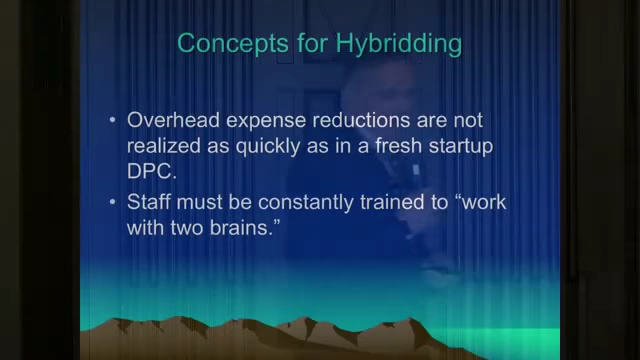 Concepts for Hybridding
• Overhead expense reductions are not
realized as quickly as in a fresh startup
DPC.
• Staff must be constantly trained to “work
with two brains.”